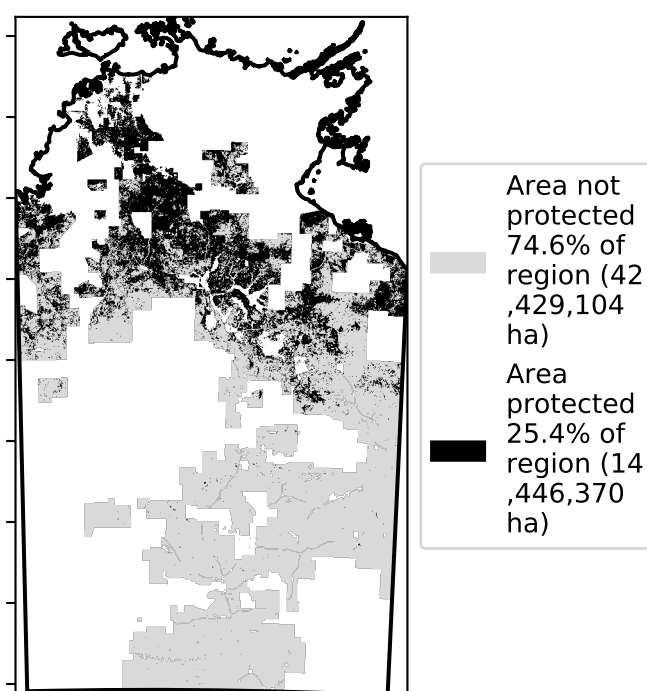 Area not
protected
74.6% of
region (42
,429,104
ha)
Area
protected
25.4% of
region (14
,446,370
ha)